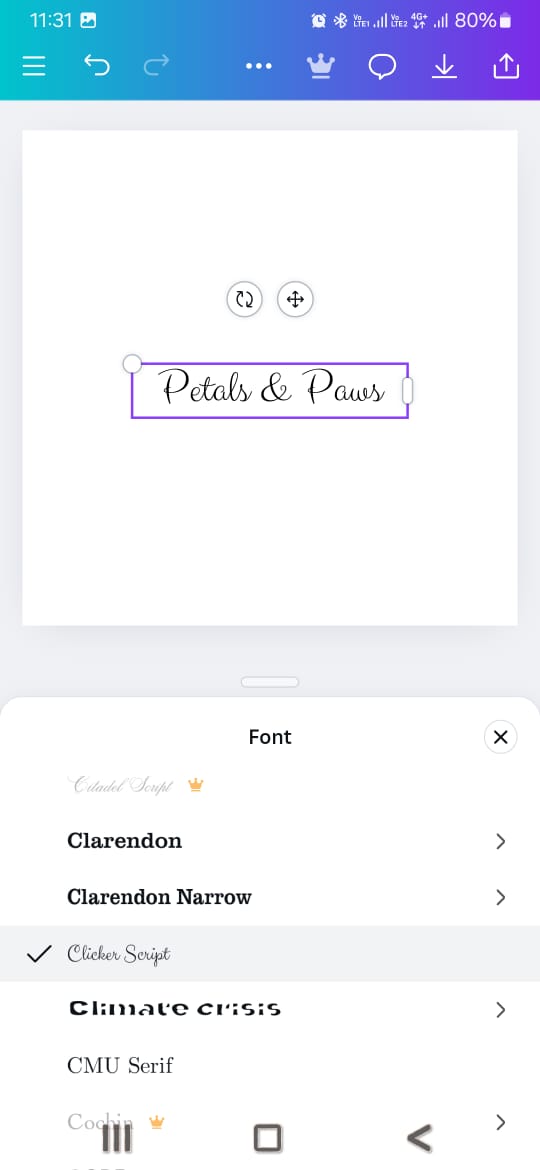 11:31 Vo LTE1 Vo LTE2 4G+ 80%
Petals & Paws
Font
Citadel Script
Clarendon
Clarendon Narrow
Clicker Script
Climate crisis
CMU Serif
Cochin